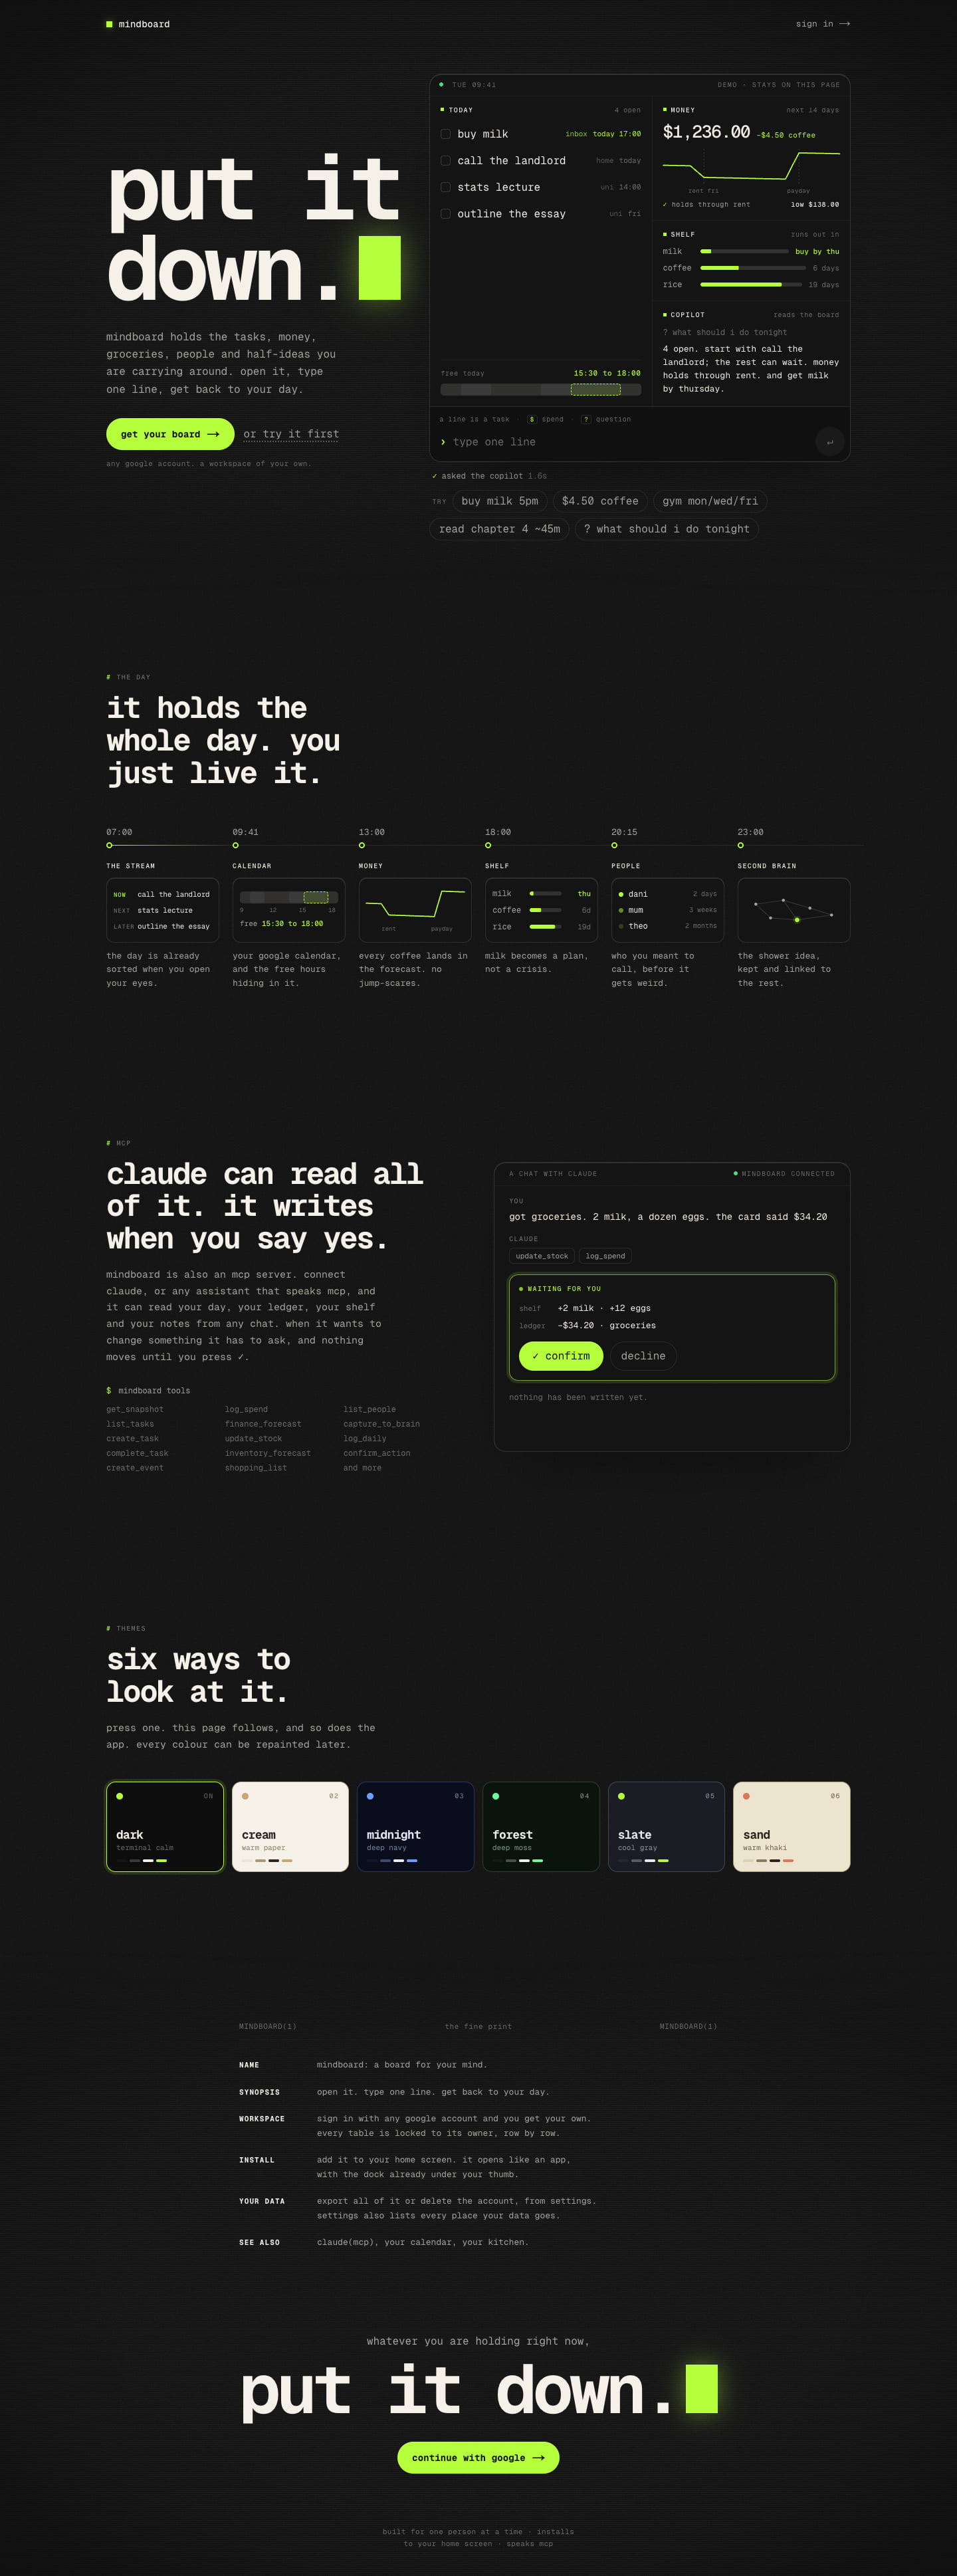 mindboard
sign in →
put it
down.
mindboard holds the tasks, money,
groceries, people and half-ideas you
are carrying around. open it, type
one line, get back to your day.
get your board →
or try it first
any google account. a workspace of your own.
TUE 09:41
DEMO · STAYS ON THIS PAGE
TODAY
4 open
buy milk
inbox today 17:00
call the landlord
home today
stats lecture
uni 14:00
outline the essay
uni fri
free today
15:30 to 18:00
MONEY
next 14 days
$1,236.00 −$4.50 coffee
rent fri
payday
✓ holds through rent
low $138.00
SHELF
runs out in
milk
buy by thu
coffee
6 days
rice
19 days
COPILOT
reads the board
? what should i do tonight
4 open. start with call the
landlord; the rest can wait. money
holds through rent. and get milk
by thursday.
a line is a task · $ spend · ? question
› type one line
↵
✓ asked the copilot 1.6s
TRY
buy milk 5pm
$4.50 coffee
gym mon/wed/fri
read chapter 4 ~45m
? what should i do tonight
# THE DAY
it holds the
whole day. you
just live it.
07:00
THE STREAM
NOW call the landlord
NEXT stats lecture
LATER outline the essay
the day is already
sorted when you open
your eyes.
09:41
CALENDAR
8 12 15 18
free 15:30 to 18:00
your google calendar,
and the free hours
hiding in it.
13:00
MONEY
rent payday
every coffee lands in
the forecast. no
jump-scares.
18:00
SHELF
milk thu
coffee 6d
rice 19d
milk becomes a plan,
not a crisis.
20:15
PEOPLE
dani 2 days
mum 3 weeks
theo 2 months
who you meant to
call, before it
gets weird.
23:00
SECOND BRAIN
the shower idea,
kept and linked to
the rest.
# MCP
claude can read all
of it. it writes
when you say yes.
mindboard is also an mcp server. connect
claude, or any assistant that speaks mcp, and
it can read your day, your ledger, your shelf
and your notes from any chat. when it wants to
change something it has to ask, and nothing
moves until you press ✓.
$ mindboard tools
get_snapshot log_spend list_people
list_tasks finance_forecast capture_to_brain
create_task update_stock log_daily
complete_task inventory_forecast confirm_action
create_event shopping_list and more
A CHAT WITH CLAUDE
MINDBOARD CONNECTED
YOU
got groceries. 2 milk, a dozen eggs. the card said $34.20
CLAUDE
update_stock
log_spend
WAITING FOR YOU
shelf +2 milk · +12 eggs
ledger −$34.20 · groceries
✓ confirm
decline
nothing has been written yet.
# THEMES
six ways to
look at it.
press one. this page follows, and so does the
app. every colour can be repainted later.
ON
dark
terminal calm
02
cream
warm paper
03
midnight
deep navy
04
forest
deep moss
05
slate
cool gray
06
sand
warm khaki
MINDBOARD(1)
the fine print
MINDBOARD(1)
NAME
mindboard: a board for your mind.
SYNOPSIS
open it. type one line. get back to your day.
WORKSPACE
sign in with any google account and you get your own.
every table is locked to its owner, row by row.
INSTALL
add it to your home screen. it opens like an app,
with the dock already under your thumb.
YOUR DATA
export all of it or delete the account, from settings.
settings also lists every place your data goes.
SEE ALSO
claude(mcp), your calendar, your kitchen.
whatever you are holding right now,
put it down.
continue with google →
built for one person at a time · installs
to your home screen · speaks mcp